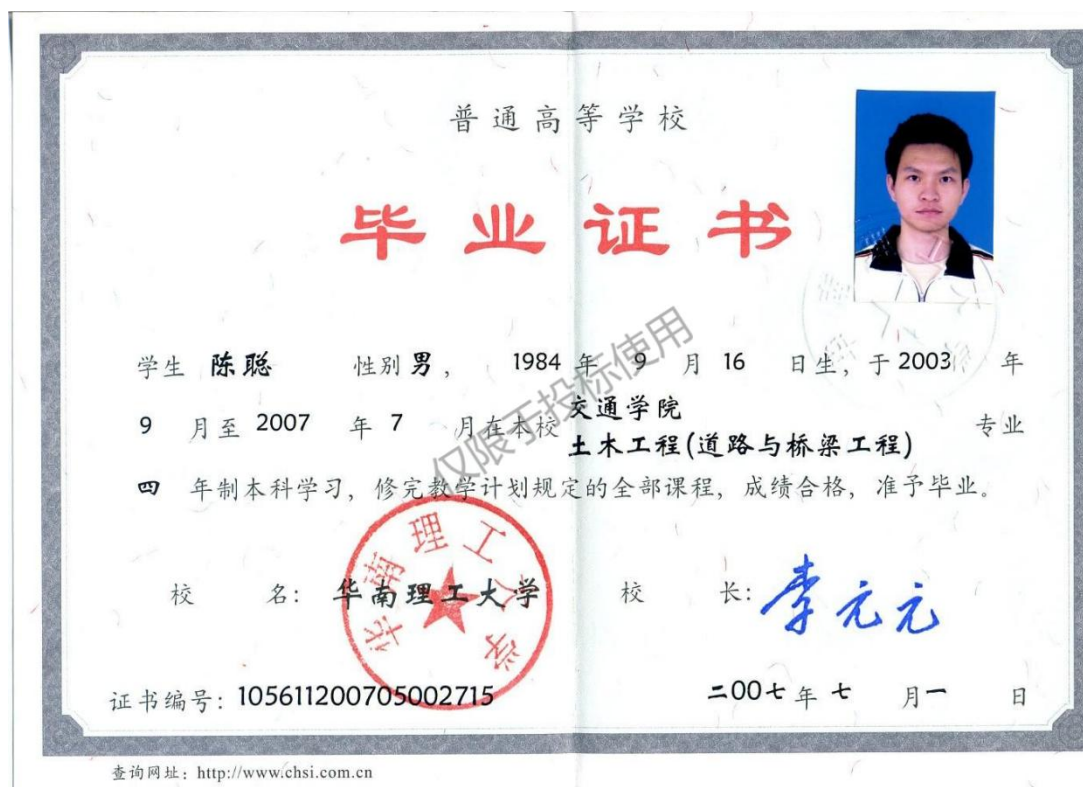 普通高等学校
毕业证书
学生 陈聪 性别 男， 1984 年 9 月 16 日生，于 2003 年
9 月至 2007 年 7 月在本校 交通学院
土木工程(道路与桥梁工程) 专业
四 年制本科学习，修完教学计划规定的全部课程，成绩合格，准予毕业。
仅限于投标使用
华南理工大学
校 名：华南理工大学 校 长：李元元
证书编号：105611200705002715 二00七 年 七 月 一 日
查询网址：http://www.chsi.com.cn